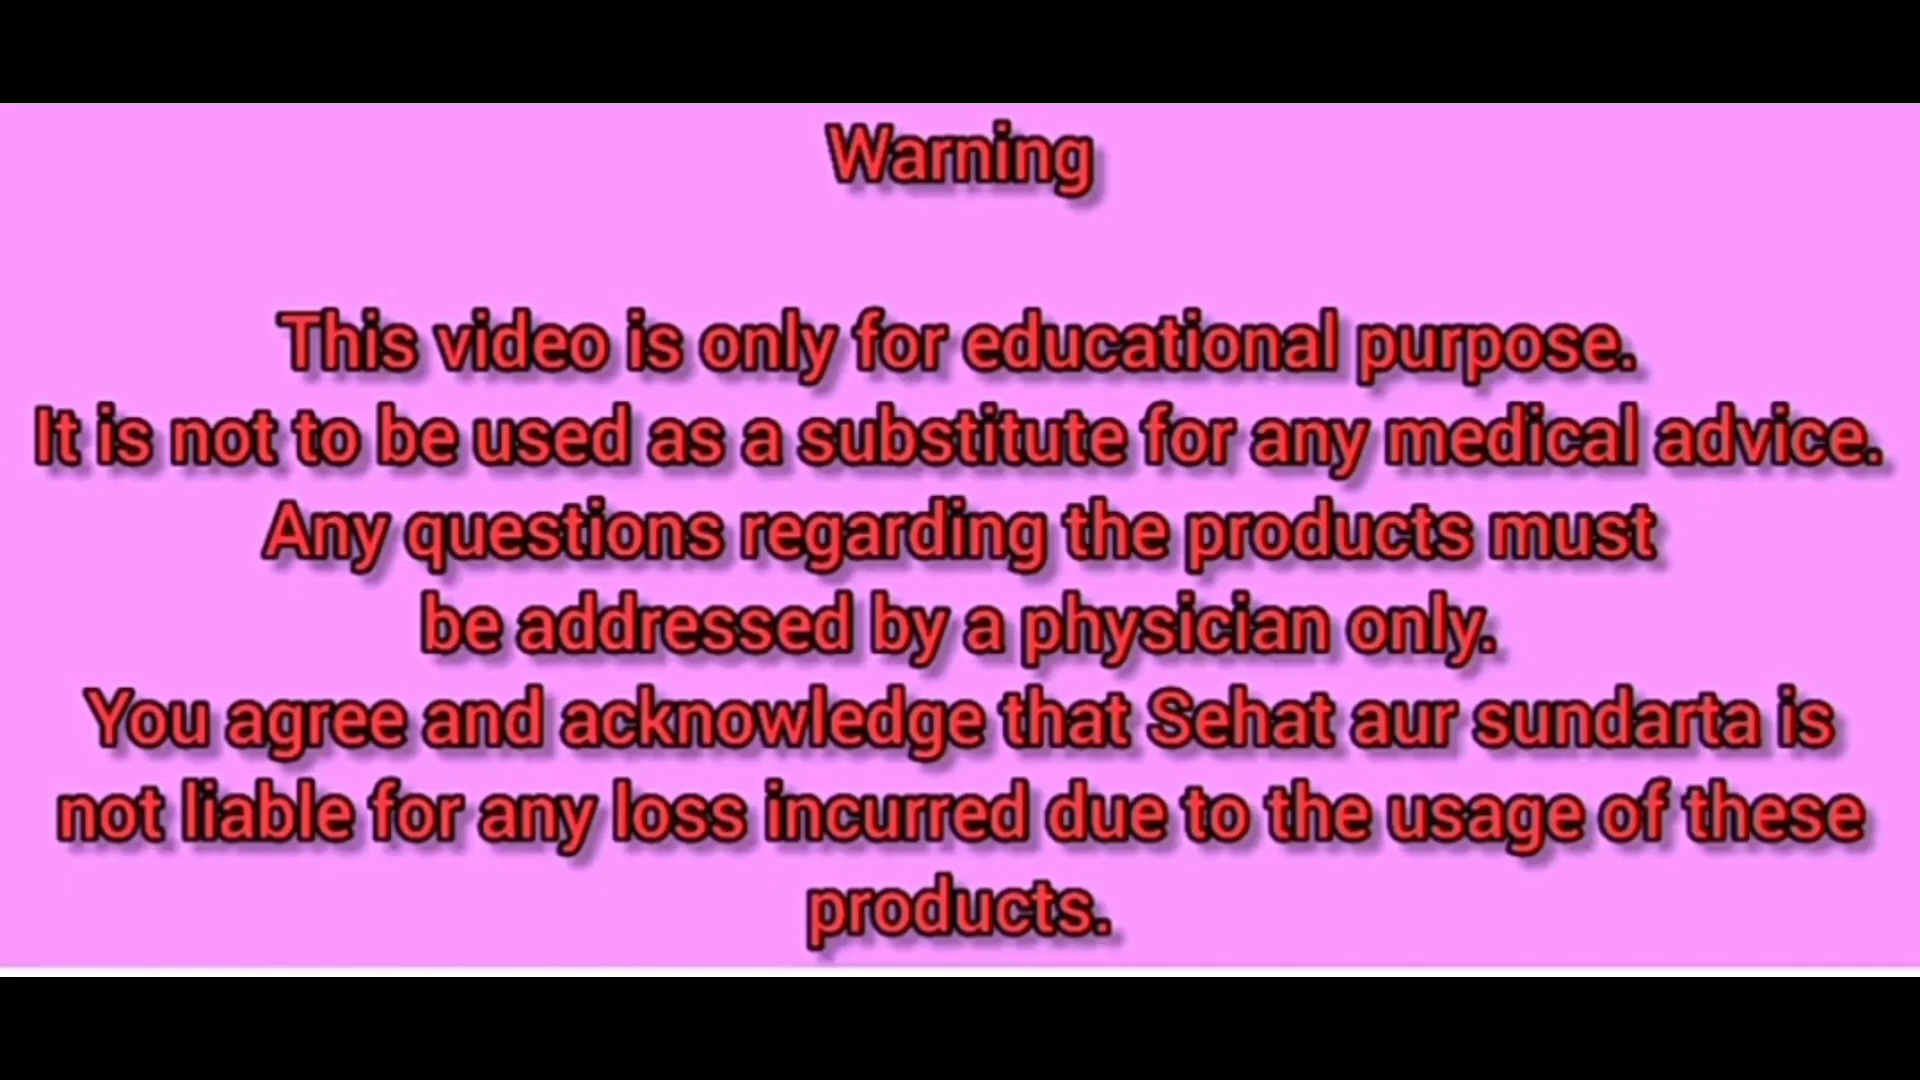 Warning
This video is only for educational purpose.
It is not to be used as a substitute for any medical advice.
Any questions regarding the products must
be addressed by a physician only.
You agree and acknowledge that Sehat aur sundarta is
not liable for any loss incurred due to the usage of these
products.